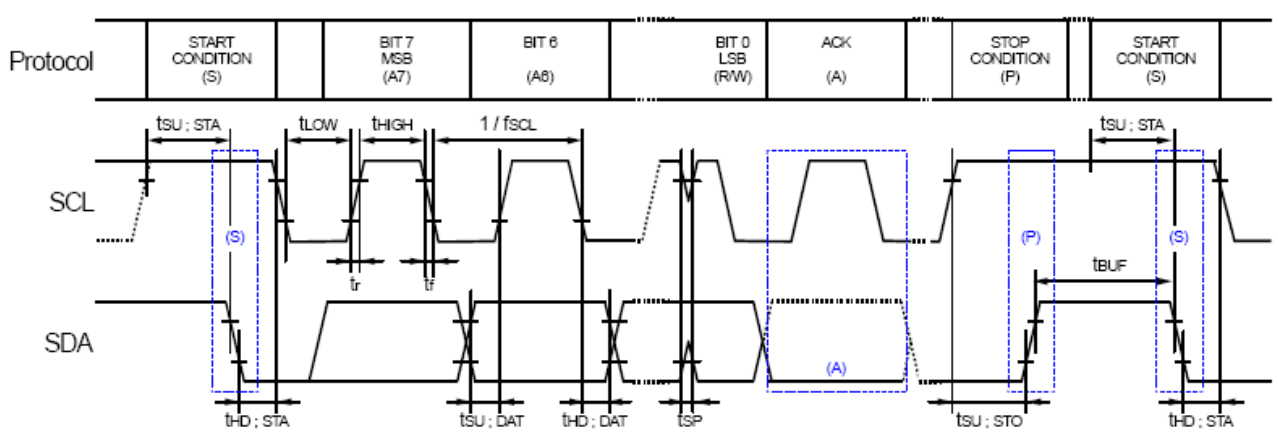 Protocol
START
CONDITION
(S)
BIT 7
MSB
(A7)
BIT 6
(A6)
BIT 0
LSB
(R/W)
ACK
(A)
STOP
CONDITION
(P)
START
CONDITION
(S)
tSU ; STA
tLOW
tHIGH
1 / fSCL
tSU ; STA
SCL
(S)
(P)
(S)
tr
tf
tBUF
SDA
(A)
tHD ; STA
tSU ; DAT
tHD ; DAT
tSP
tSU ; STO
tHD ; STA